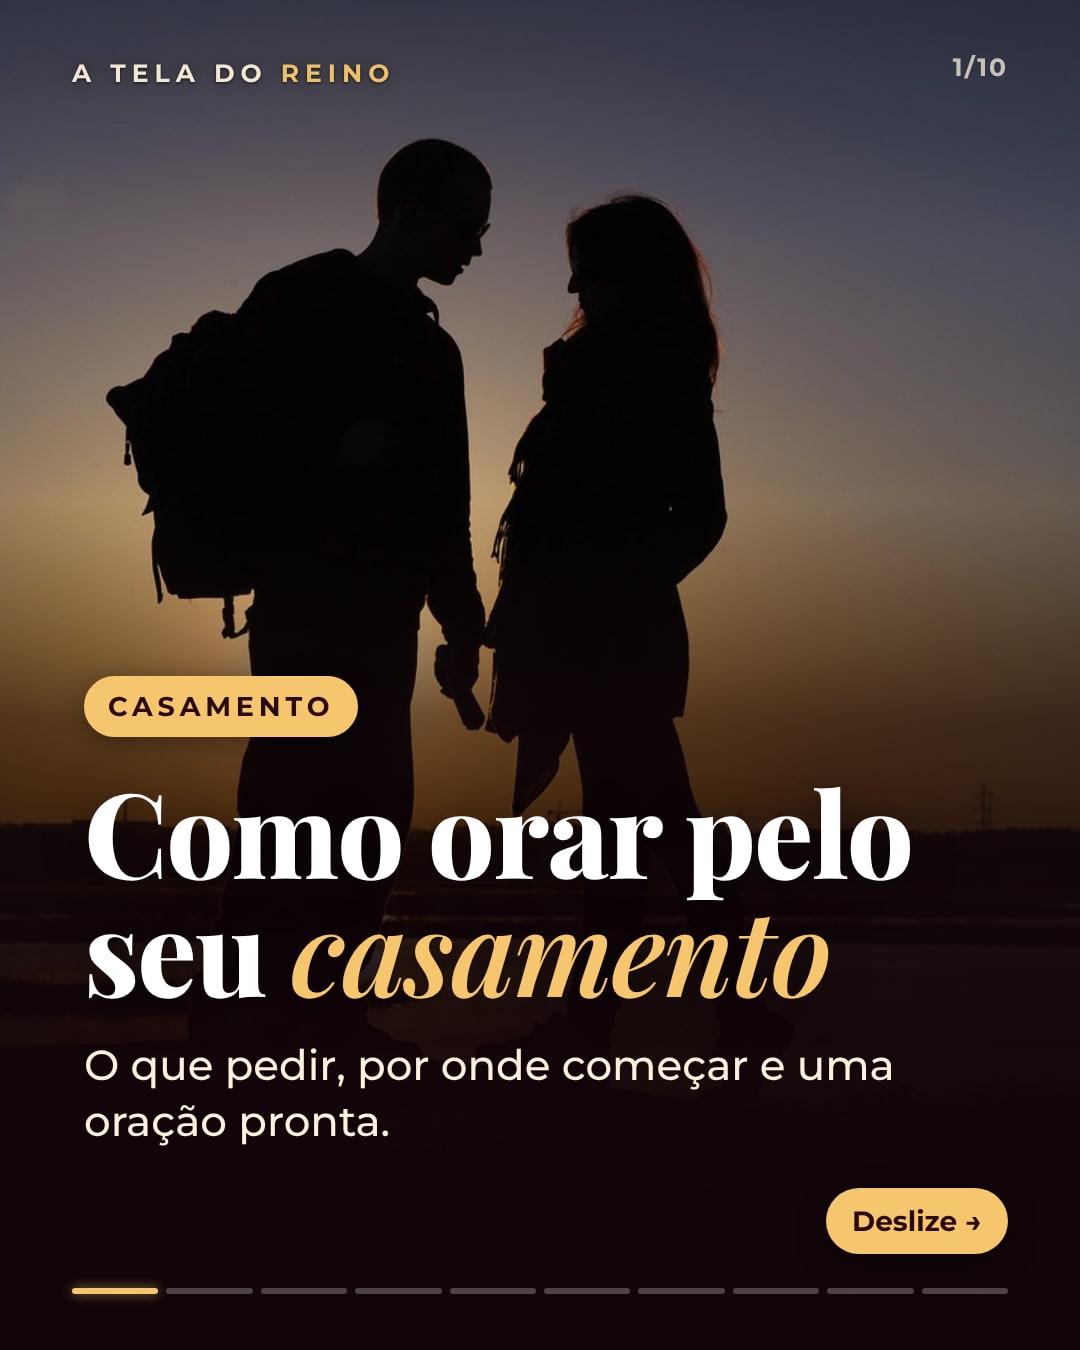 A TELA DO REINO
1/10
CASAMENTO
Como orar pelo
seu casamento
O que pedir, por onde começar e uma
oração pronta.
Deslize →